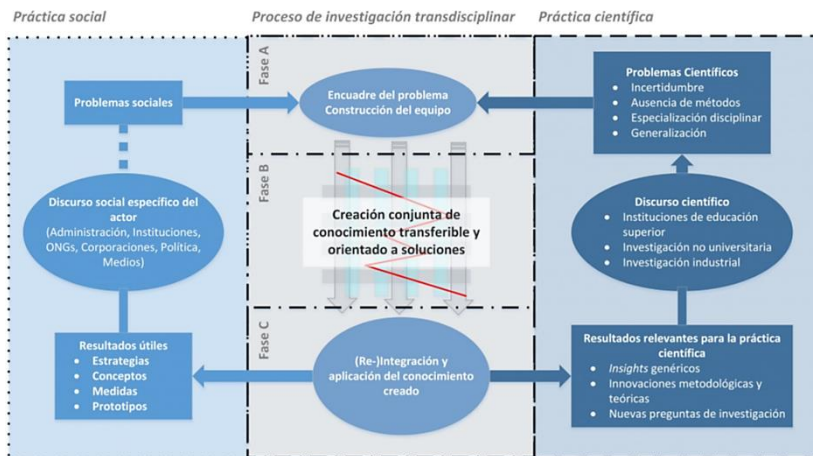 Práctica social
Proceso de investigación transdisciplinar
Práctica científica
Fase A
Problemas sociales
Encuadre del problema
Construcción del equipo
Problemas Científicos
• Incertidumbre
• Ausencia de métodos
• Especialización disciplinar
• Generalización
Fase B
Discurso social específico del
actor
(Administración, Instituciones,
ONGs, Corporaciones, Política,
Medios)
Creación conjunta de
conocimiento transferible y
orientado a soluciones
Discurso científico
• Instituciones de educación
superior
• Investigación no universitaria
• Investigación industrial
Fase C
Resultados útiles
• Estrategias
• Conceptos
• Medidas
• Prototipos
(Re-)Integración y
aplicación del conocimiento
creado
Resultados relevantes para la práctica
científica
• Insights genéricos
• Innovaciones metodológicas y
teóricas
• Nuevas preguntas de investigación